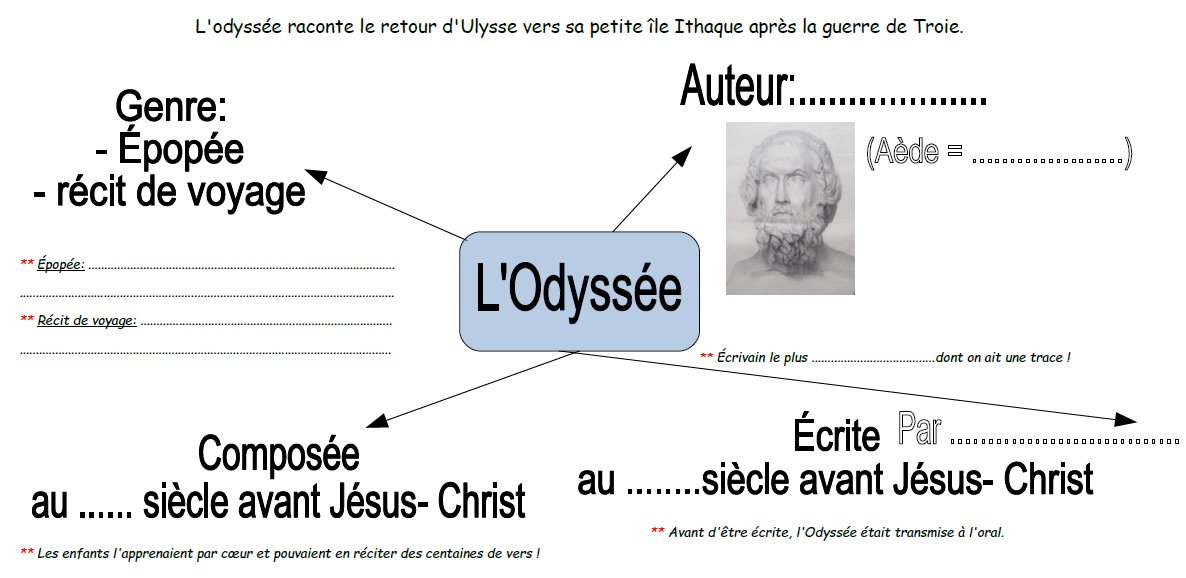 L'odyssée raconte le retour d'Ulysse vers sa petite île Ithaque après la guerre de Troie.
Genre:
- Épopée
- récit de voyage
** Épopée: ................................................................................................
.....................................................................................................................
** Récit de voyage: ..............................................................................
....................................................................................................................
Auteur:....................
(Aède = ....................)
L'Odyssée
** Écrivain le plus ......................................dont on ait une trace !
Composée
au ...... siècle avant Jésus- Christ
** Les enfants l'apprenaient par cœur et pouvaient en réciter des centaines de vers !
Écrite Par ...............................
au ........siècle avant Jésus- Christ
** Avant d'être écrite, l'Odyssée était transmise à l'oral.